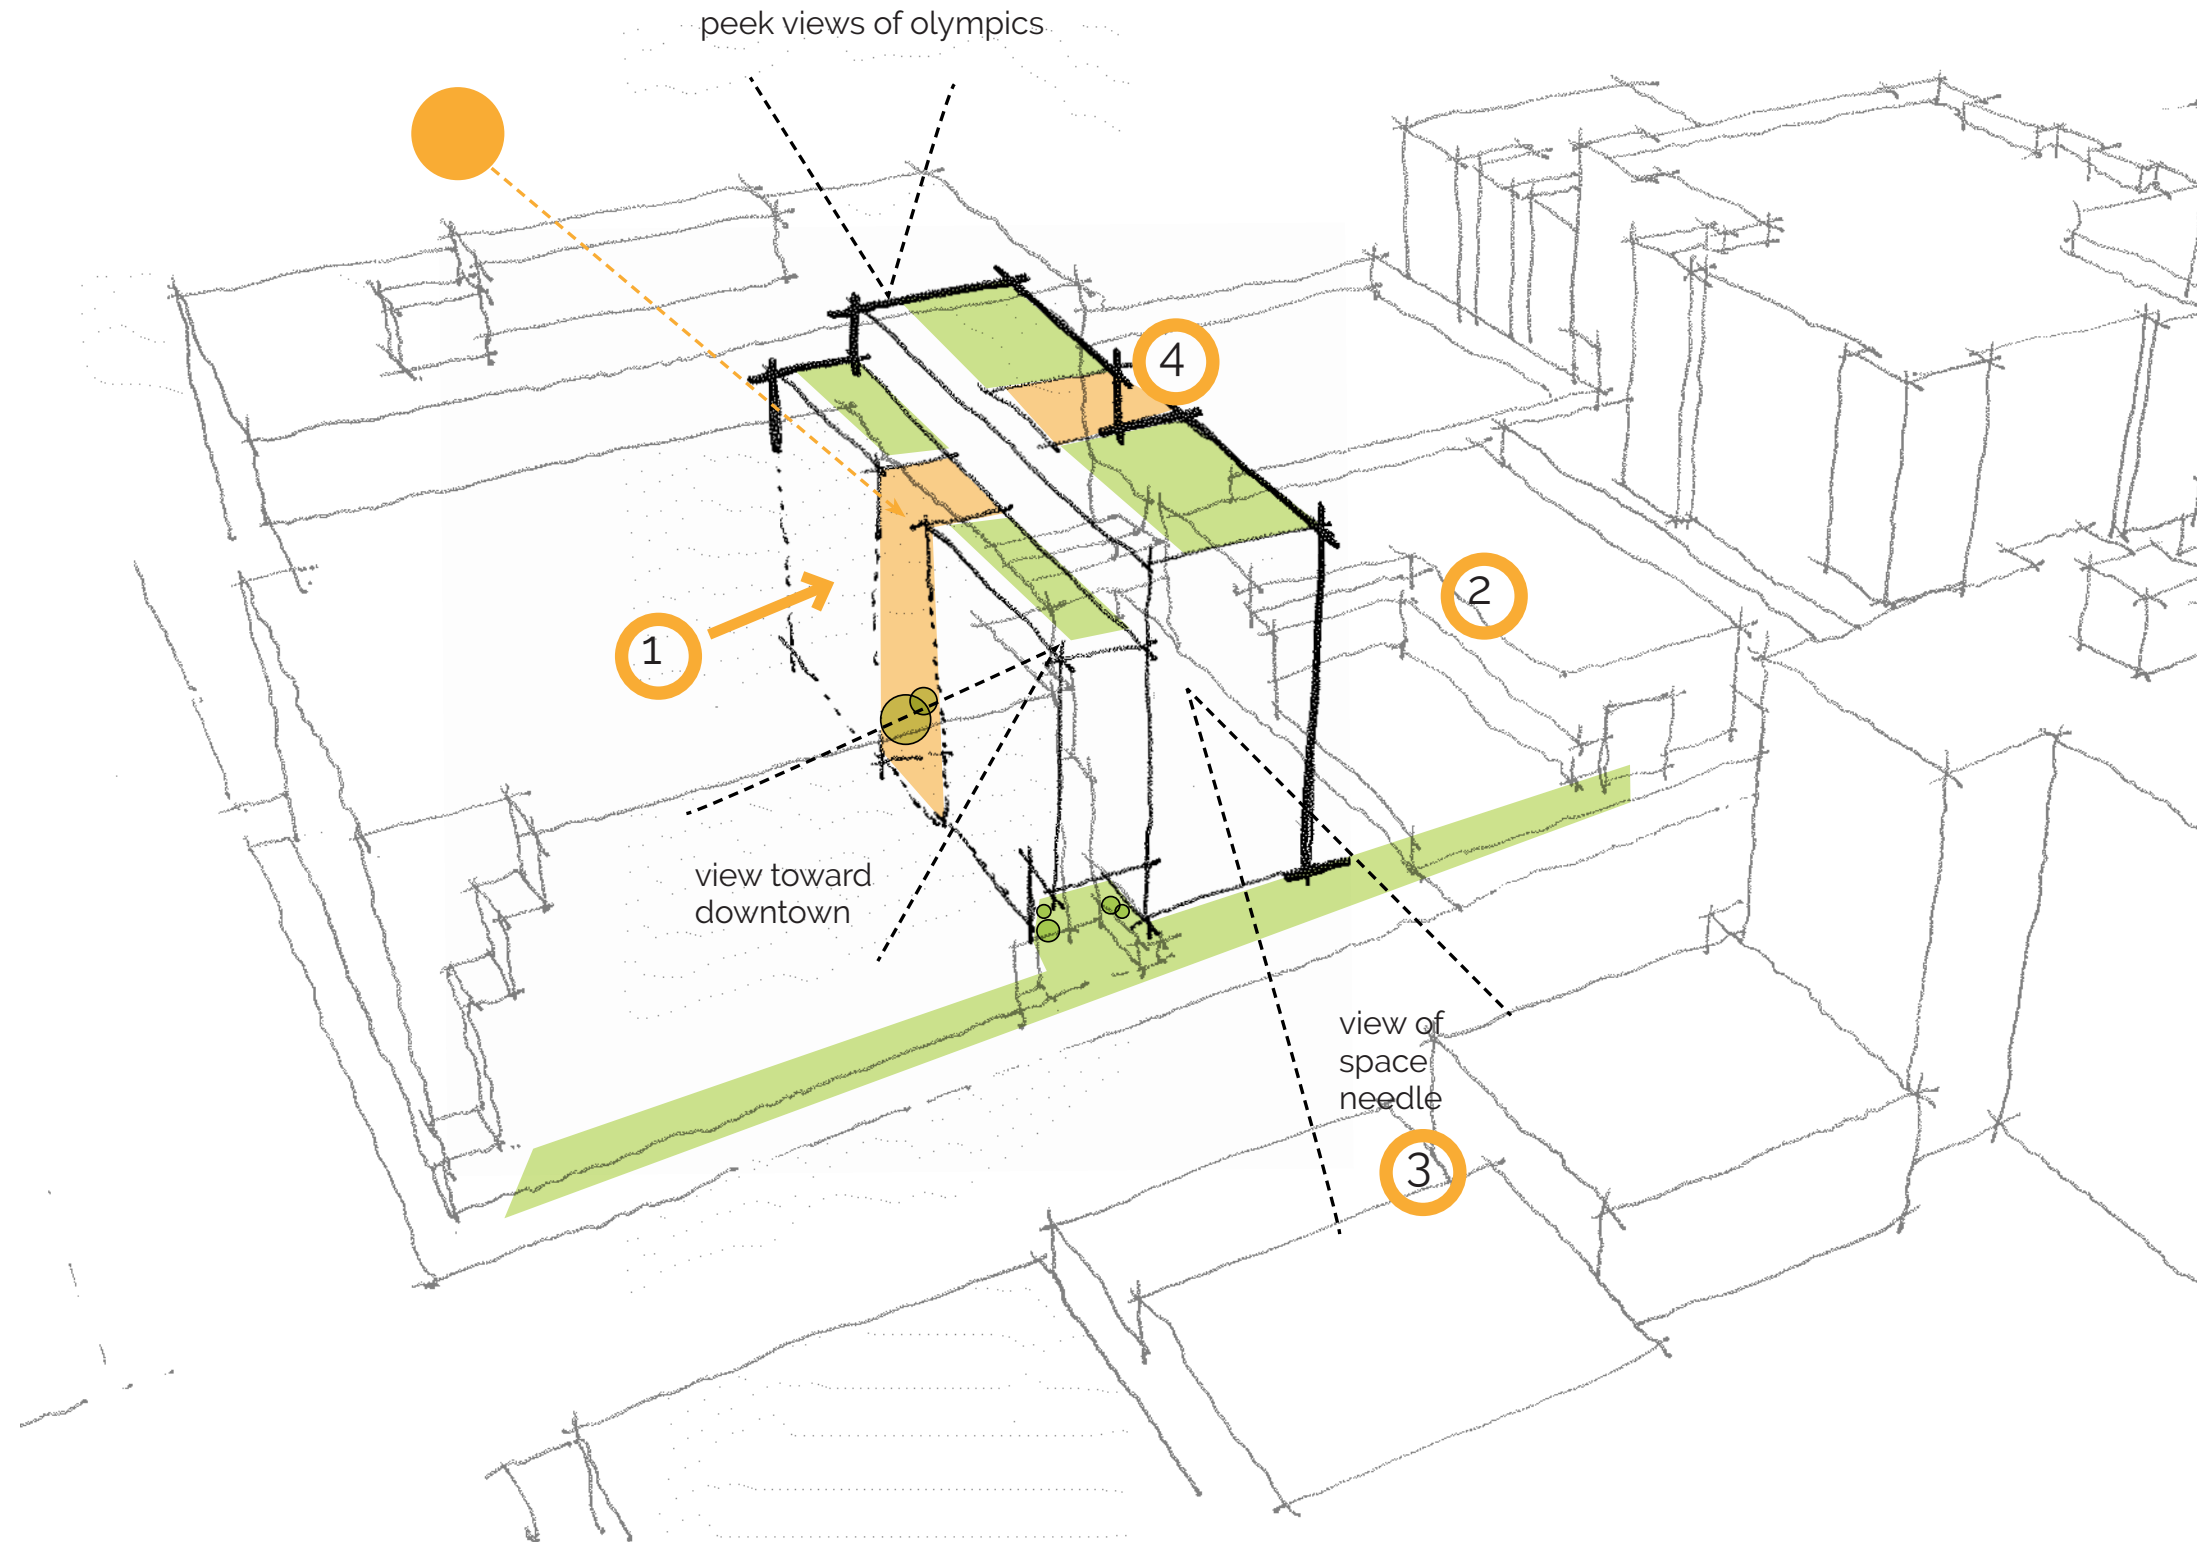 peek views of olympics
4
2
1
view toward
downtown
view of
space
needle
3